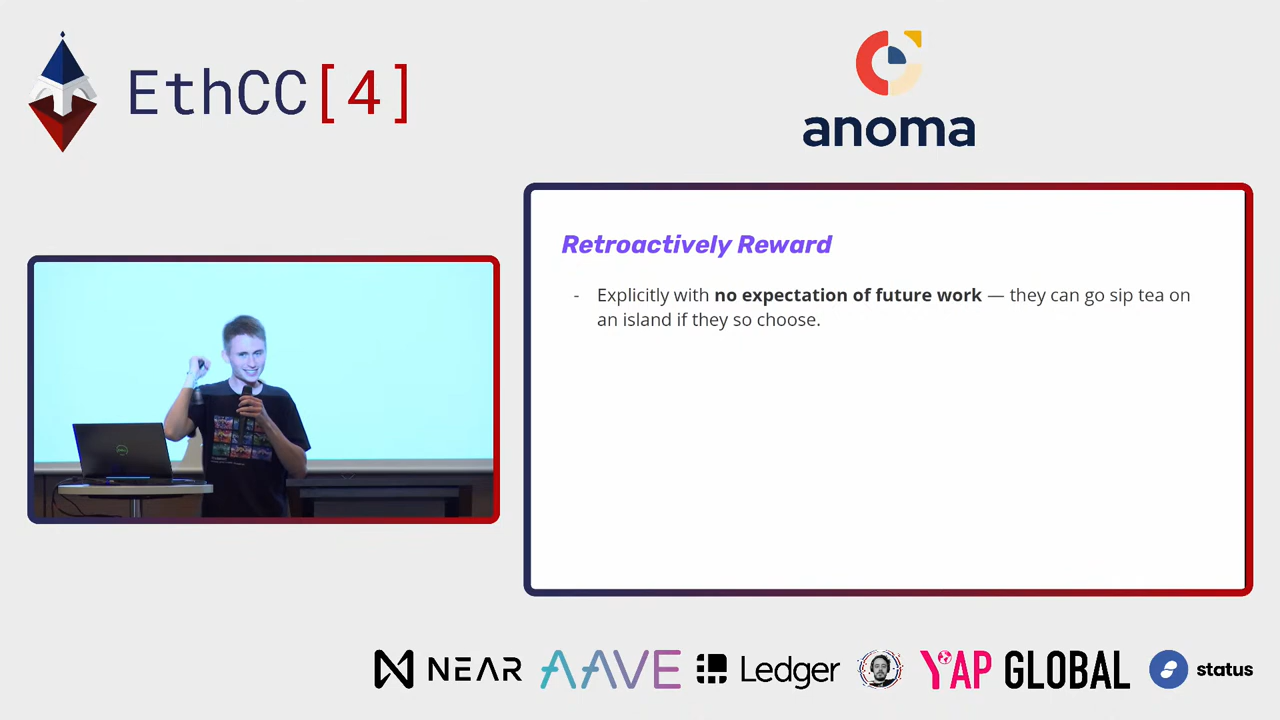 EthCC[4]
anoma
Retroactively Reward
- Explicitly with no expectation of future work — they can go sip tea on
an island if they so choose.
NEAR
AAVE
Ledger
YAP GLOBAL
status